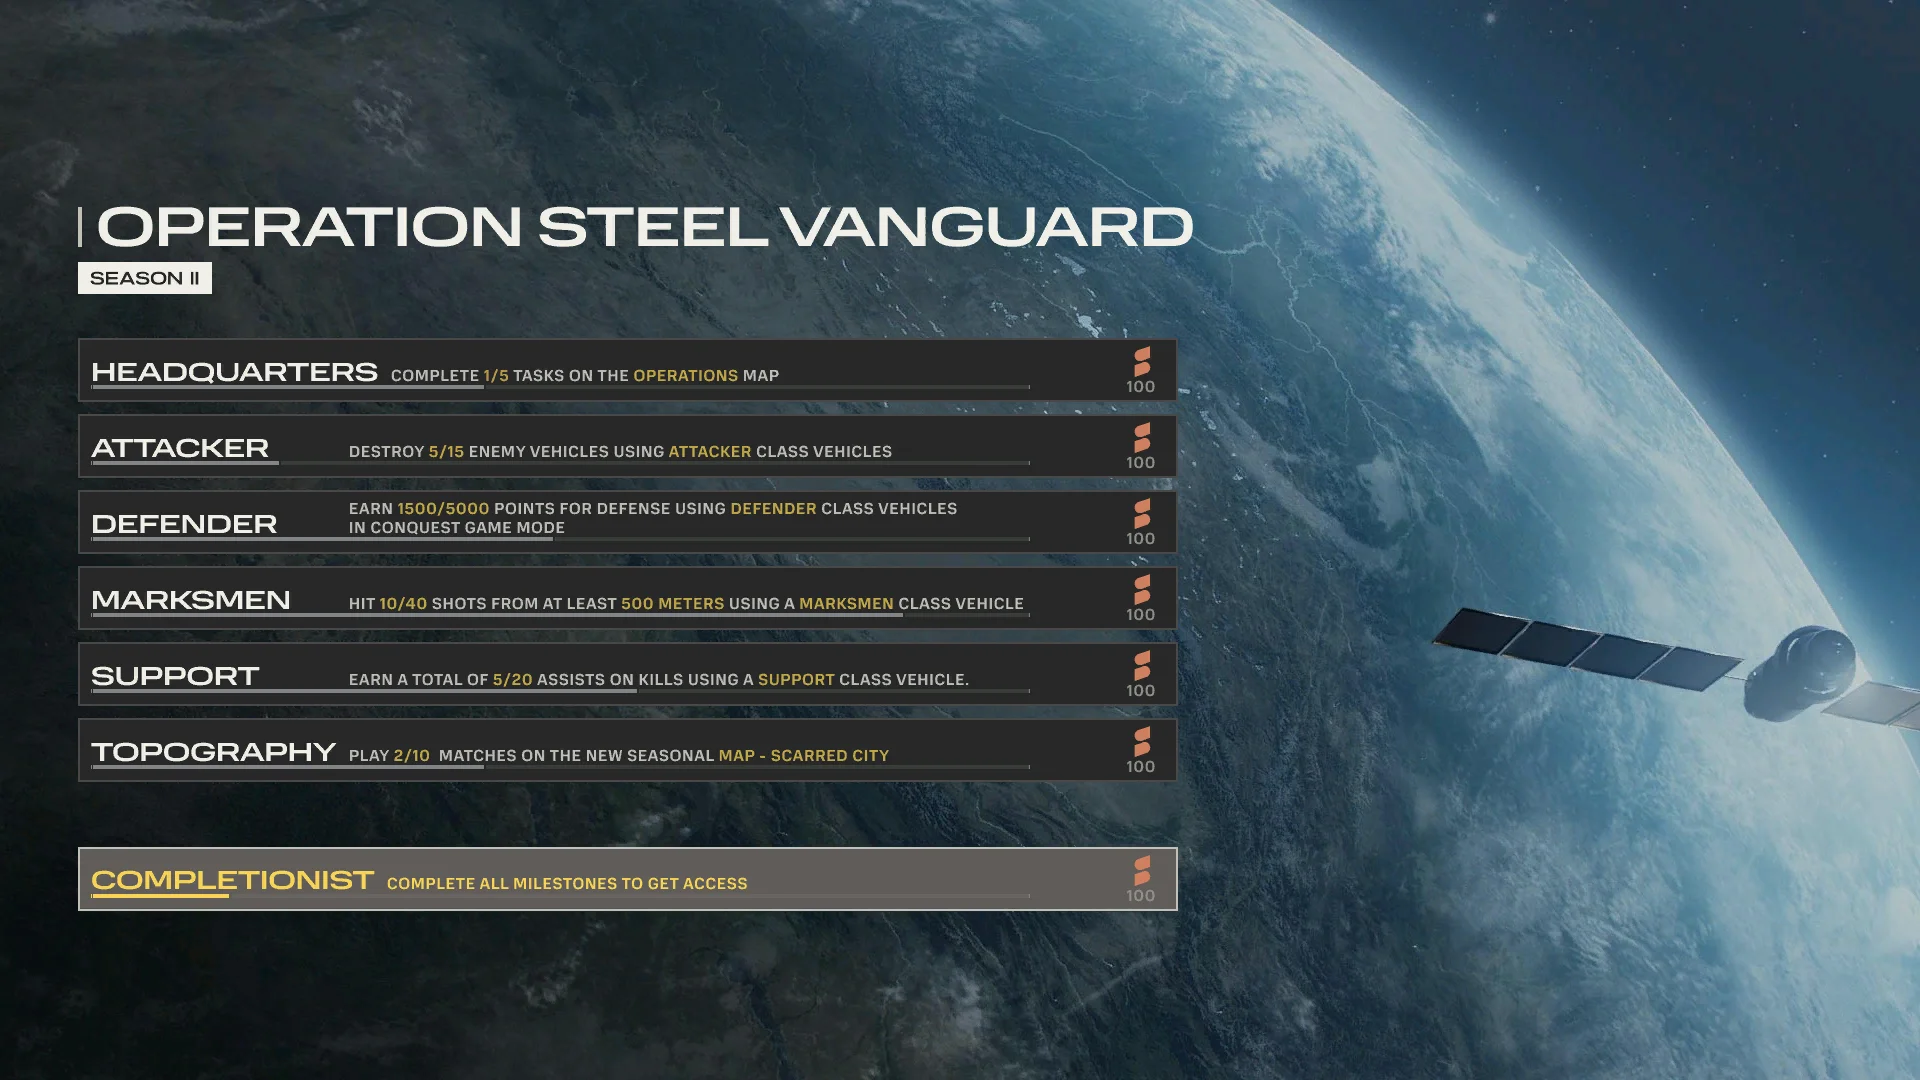 OPERATION STEEL VANGUARD
SEASON II
HEADQUARTERS COMPLETE 1/5 TASKS ON THE OPERATIONS MAP
100
ATTACKER DESTROY 5/15 ENEMY VEHICLES USING ATTACKER CLASS VEHICLES
100
DEFENDER EARN 1500/5000 POINTS FOR DEFENSE USING DEFENDER CLASS VEHICLES
IN CONQUEST GAME MODE
100
MARKSMEN HIT 10/40 SHOTS FROM AT LEAST 500 METERS USING A MARKSMEN CLASS VEHICLE
100
SUPPORT EARN A TOTAL OF 5/20 ASSISTS ON KILLS USING A SUPPORT CLASS VEHICLE.
100
TOPOGRAPHY PLAY 2/10 MATCHES ON THE NEW SEASONAL MAP - SCARRED CITY
100
COMPLETIONIST COMPLETE ALL MILESTONES TO GET ACCESS
100